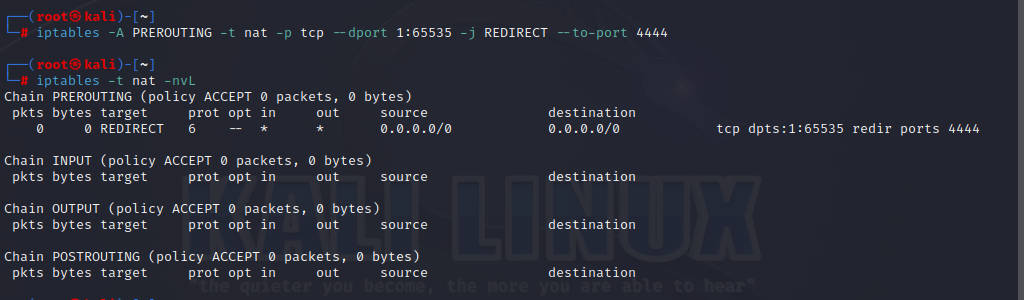 ┌──(root㉿kali)-[~]
└─# iptables -A PREROUTING -t nat -p tcp --dport 1:65535 -j REDIRECT --to-port 4444
┌──(root㉿kali)-[~]
└─# iptables -t nat -nvL
Chain PREROUTING (policy ACCEPT 0 packets, 0 bytes)
pkts bytes target prot opt in out source destination
0 0 REDIRECT 6 -- * * 0.0.0.0/0 0.0.0.0/0 tcp dpts:1:65535 redir ports 4444
Chain INPUT (policy ACCEPT 0 packets, 0 bytes)
pkts bytes target prot opt in out source destination
Chain OUTPUT (policy ACCEPT 0 packets, 0 bytes)
pkts bytes target prot opt in out source destination
Chain POSTROUTING (policy ACCEPT 0 packets, 0 bytes)
pkts bytes target prot opt in out source destination
KALI LINUX
"the quieter you become, the more you are able to hear"